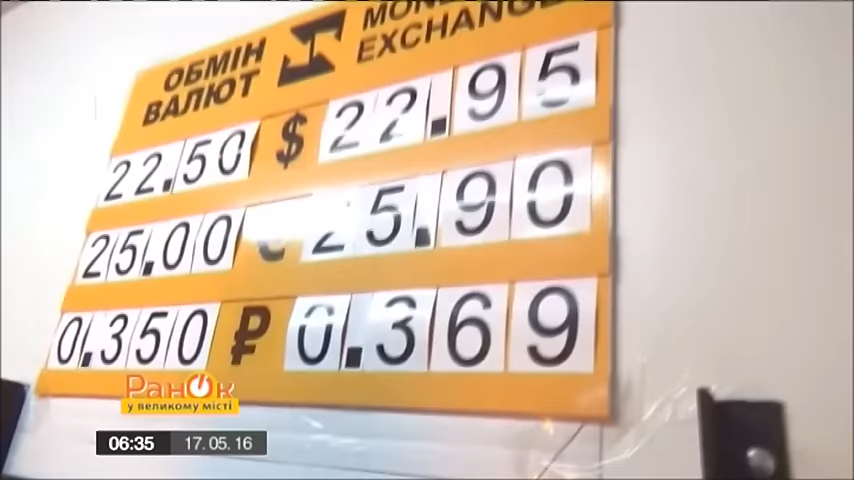 ОБМІН
ВАЛЮТ
MONEY
EXCHANGE
22.50 $ 22.95
25.00 € 25.90
0.350 ₽ 0.369
РанОк
у великому місті
06:35 17.05.16